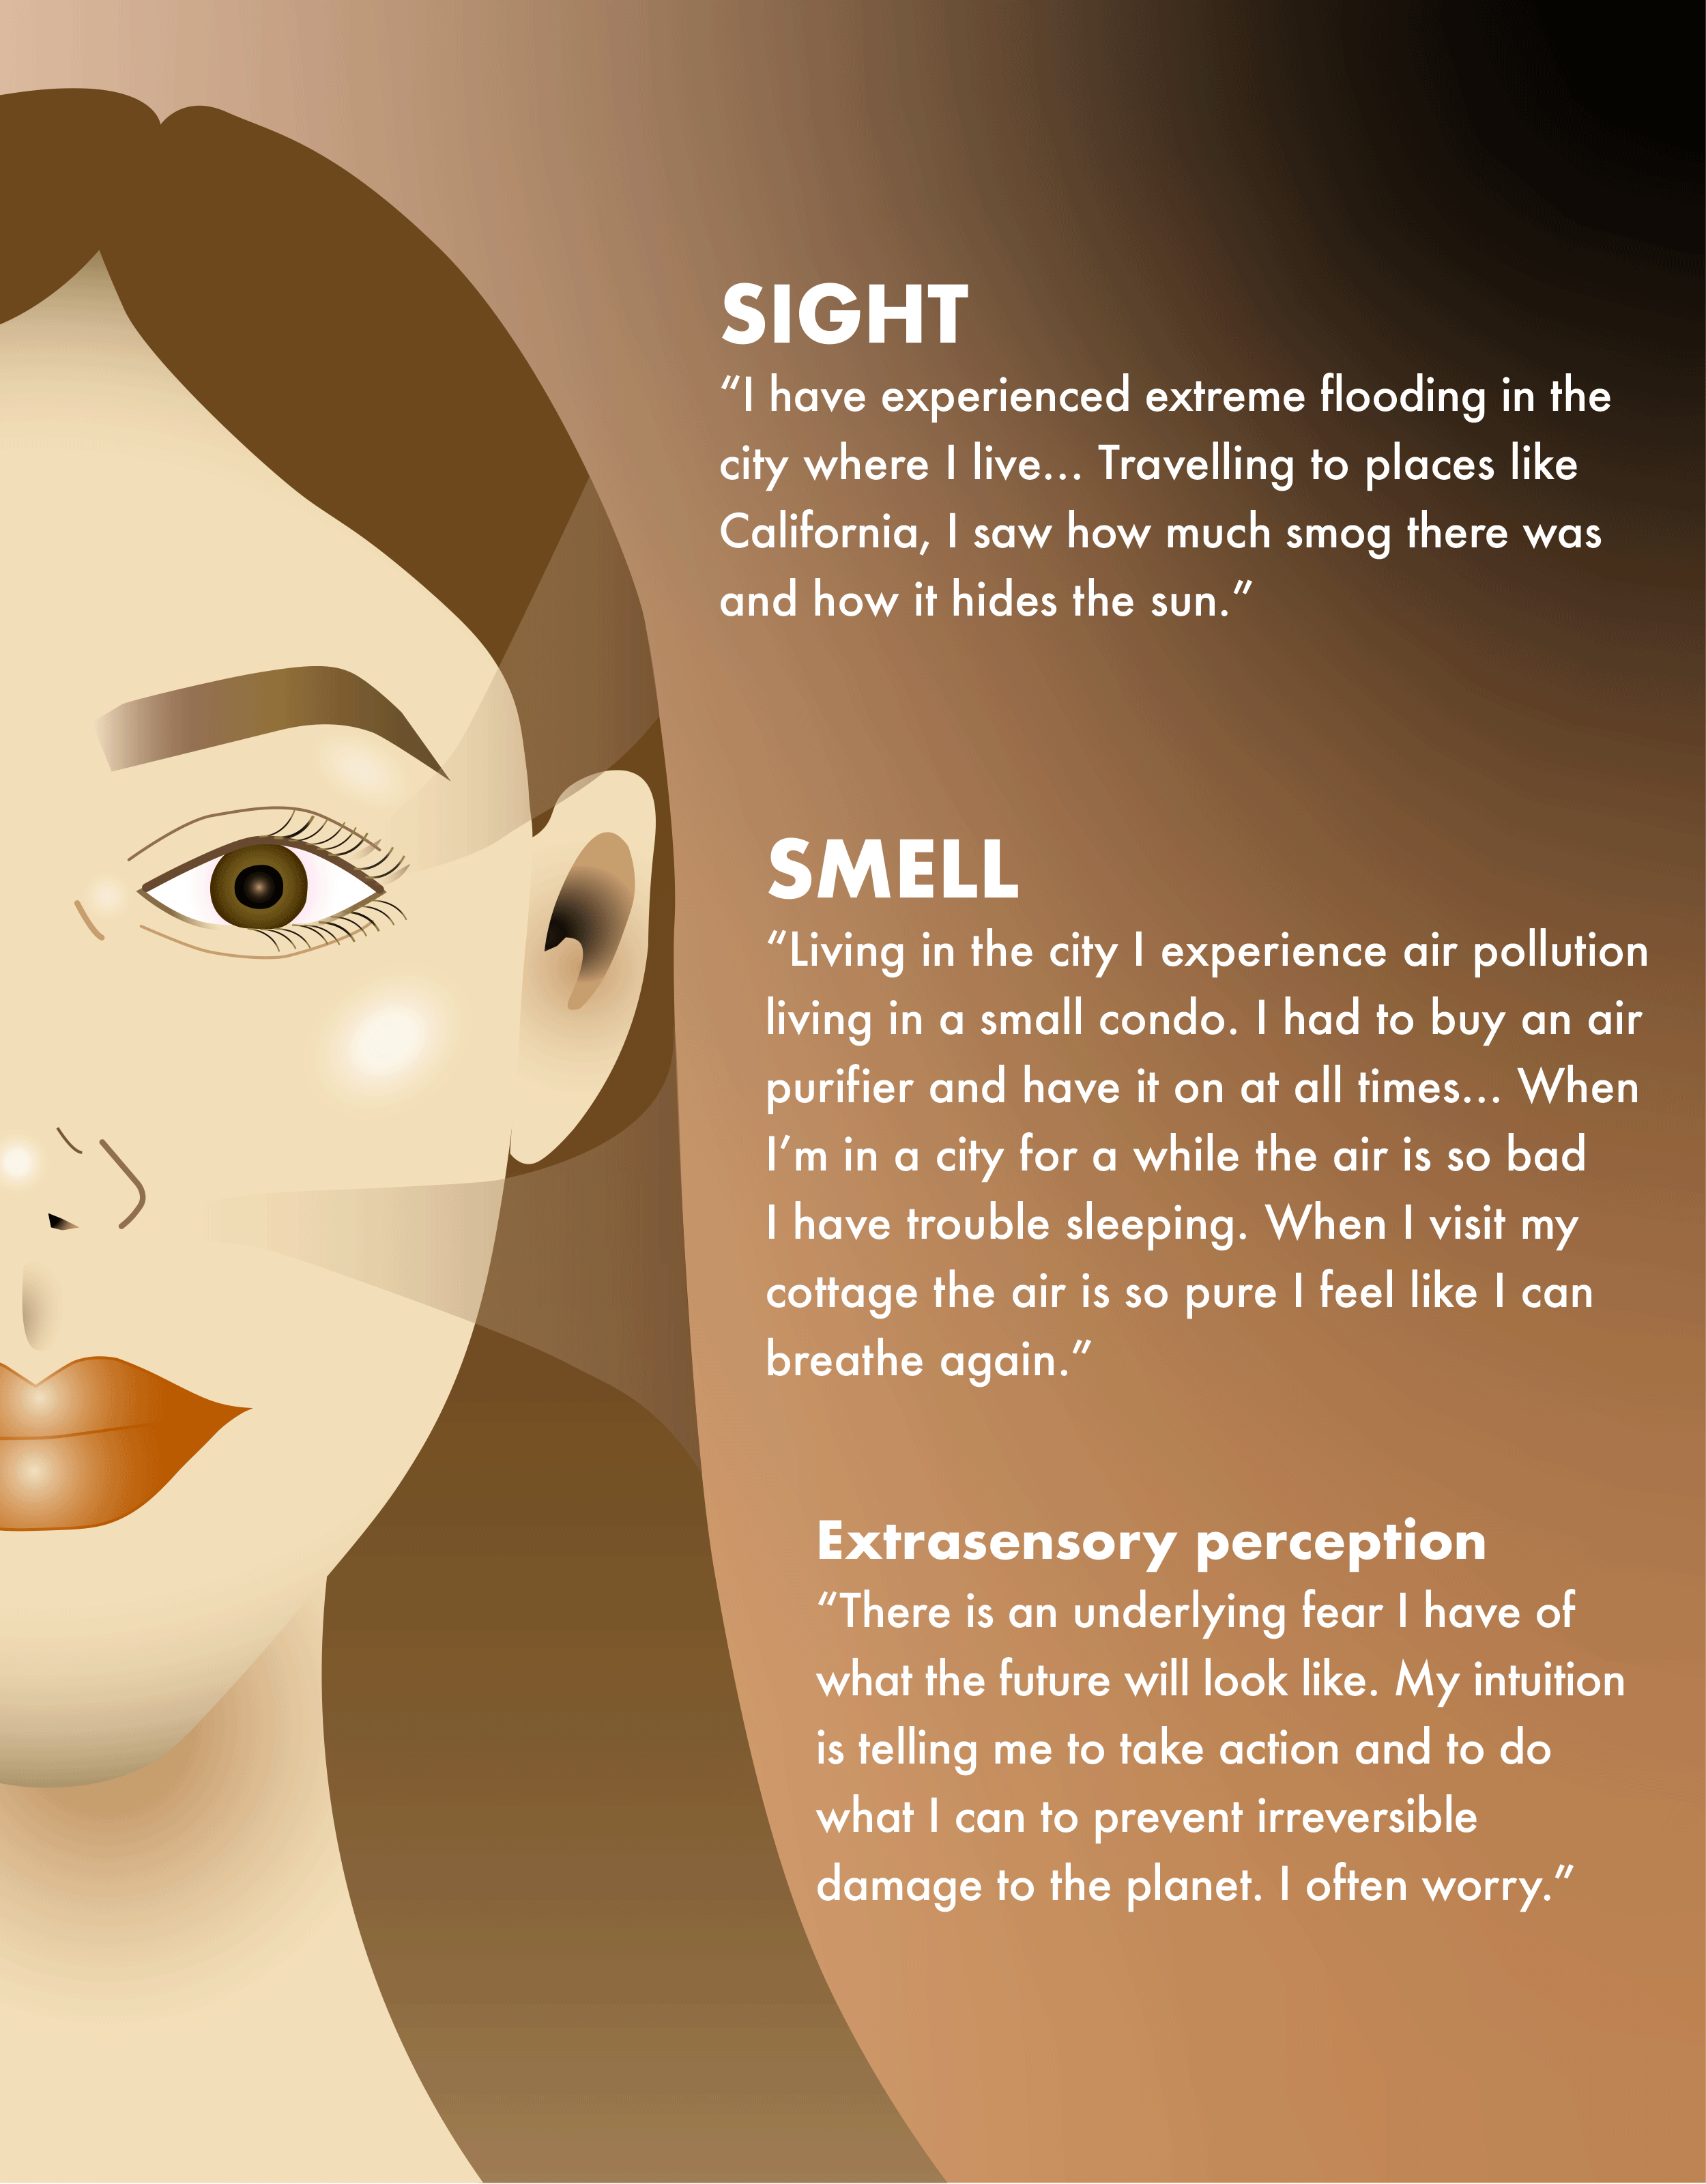 SIGHT
“I have experienced extreme flooding in the
city where I live... Travelling to places like
California, I saw how much smog there was
and how it hides the sun.”
SMELL
“Living in the city I experience air pollution
living in a small condo. I had to buy an air
purifier and have it on at all times... When
I’m in a city for a while the air is so bad
I have trouble sleeping. When I visit my
cottage the air is so pure I feel like I can
breathe again.”
Extrasensory perception
“There is an underlying fear I have of
what the future will look like. My intuition
is telling me to take action and to do
what I can to prevent irreversible
damage to the planet. I often worry.”